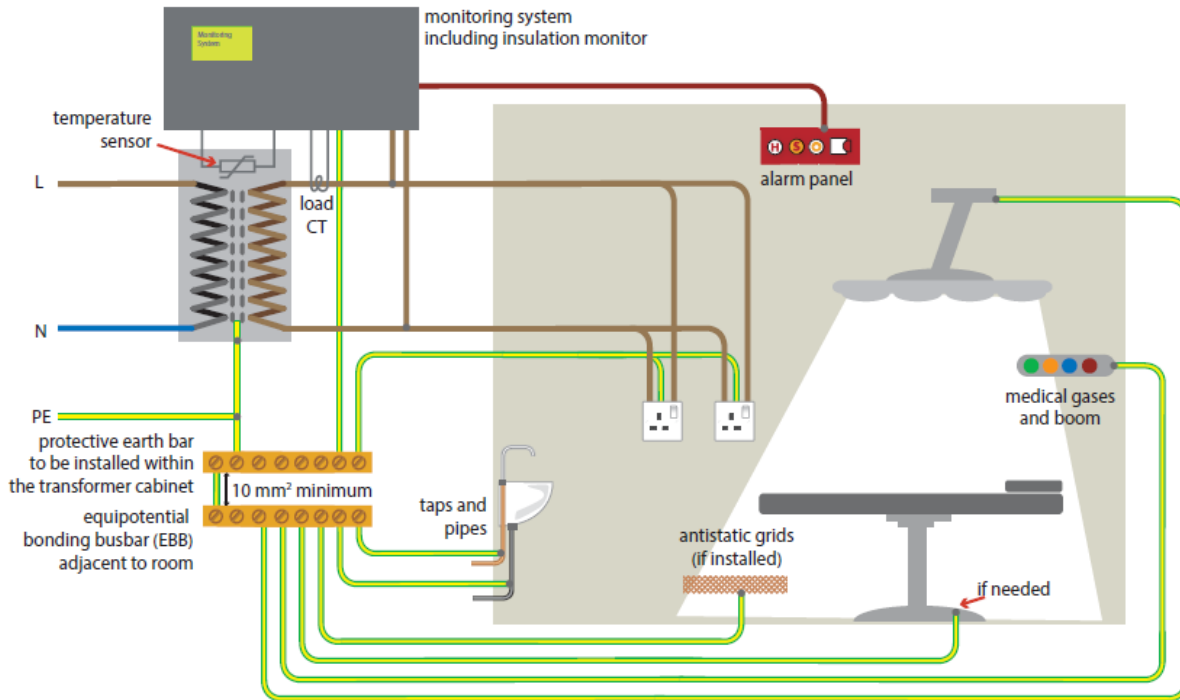 monitoring system
including insulation monitor
Monitoring
System
temperature
sensor
L
load
CT
alarm panel
H
S
N
medical gases
and boom
PE
protective earth bar
to be installed within
the transformer cabinet
10 mm² minimum
equipotential
bonding busbar (EBB)
adjacent to room
taps and
pipes
antistatic grids
(if installed)
if needed